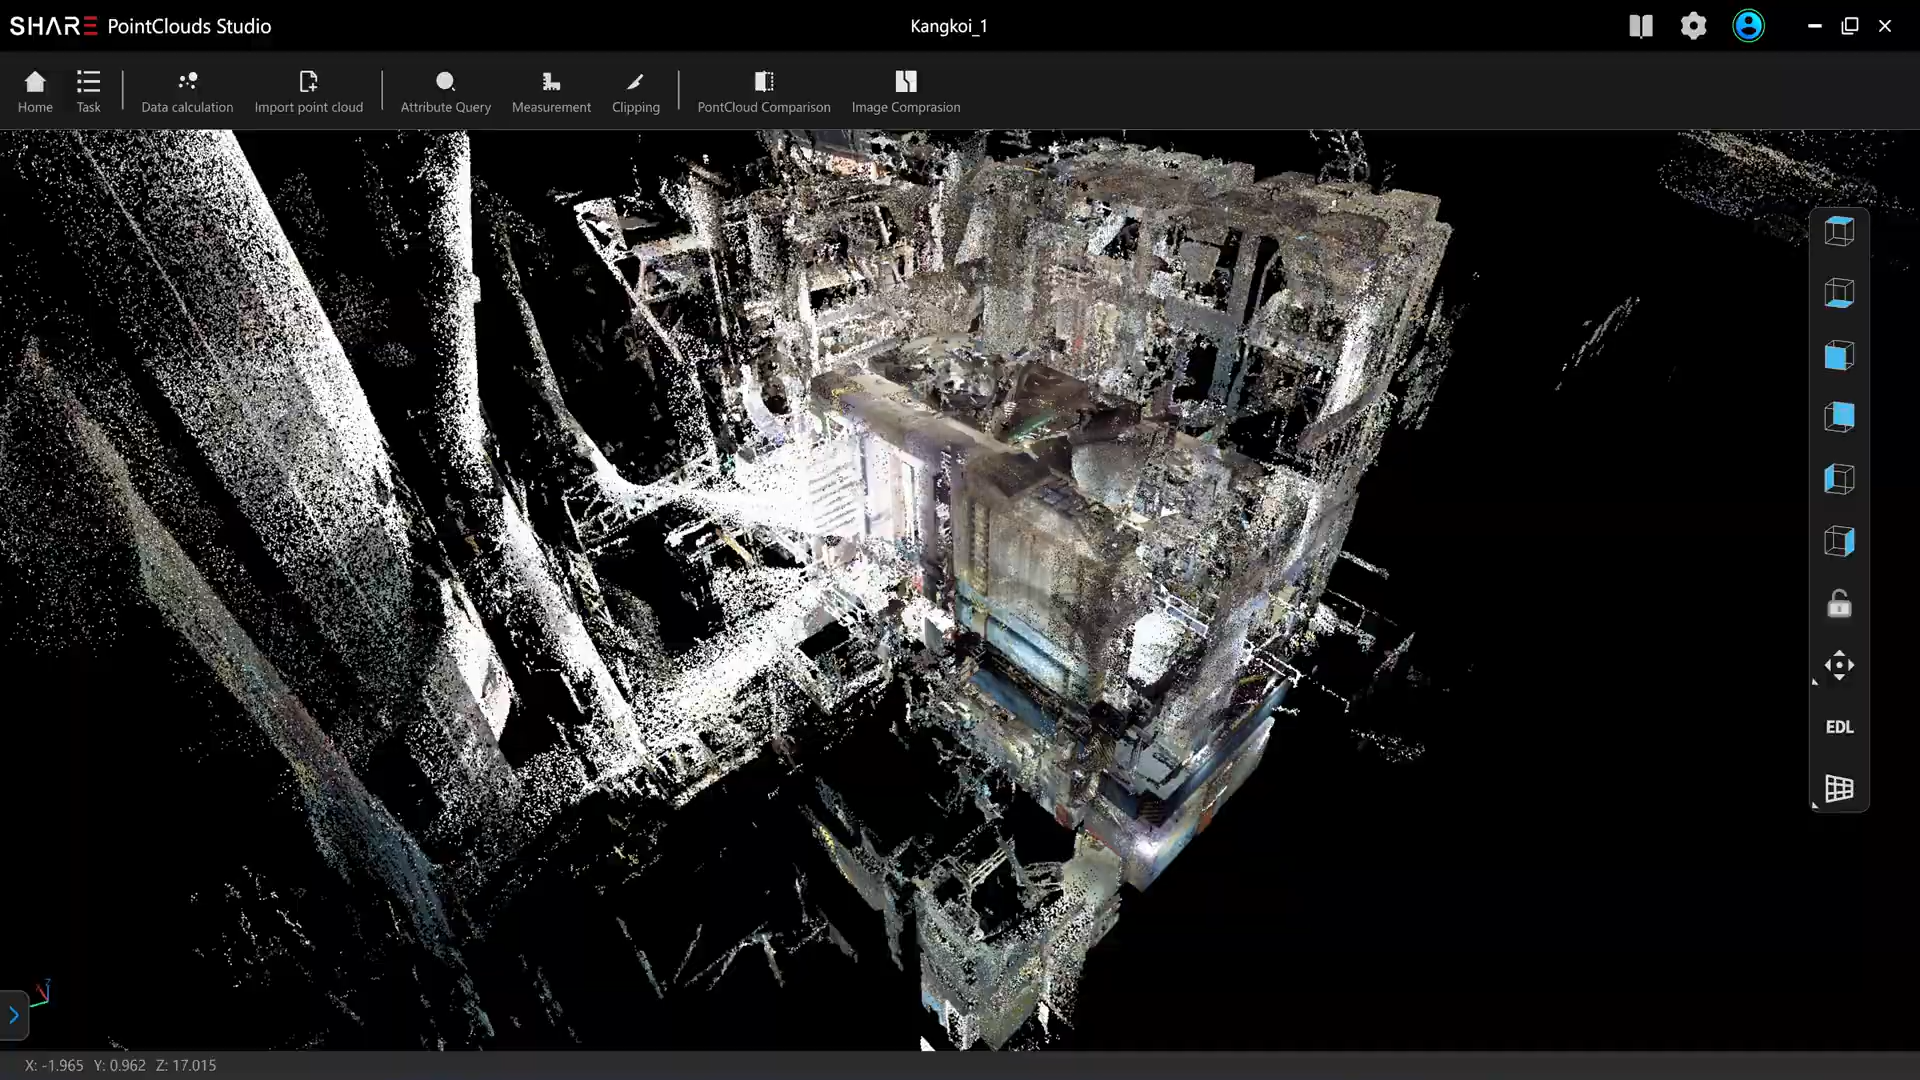 SHARE PointClouds Studio
Kangkoi_1
Home
Task
Data calculation
Import point cloud
Attribute Query
Measurement
Clipping
PontCloud Comparison
Image Comprasion
EDL
X: -1.965 Y: 0.962 Z: 17.015